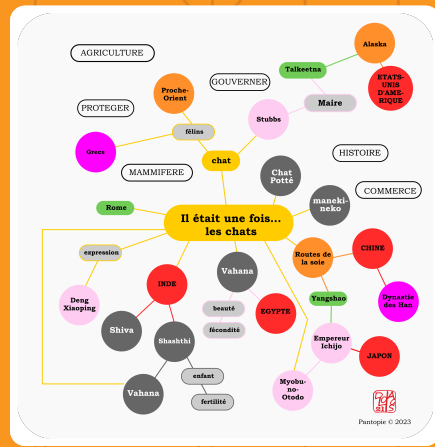 Alaska
AGRICULTURE
Talkeetna
GOUVERNER
ETATS-
UNIS
D'AME-
RIQUE
Proche-
Orient
Maire
PROTEGER
Stubbs
félins
HISTOIRE
Grecs
chat
MAMMIFERE
Chat
Potté
COMMERCE
maneki-
neko
Rome
Il était une fois...
les chats
CHINE
expression
Routes de
la soie
Vahana
INDE
Yangshao
Dynastie
des Han
Deng
Xiaoping
beauté
EGYPTE
Shiva
fécondité
Shashthi
Empereur
Ichijo
JAPON
enfant
Vahana
Myobu-
no-
Otodo
fertilité
Pantopie © 2023